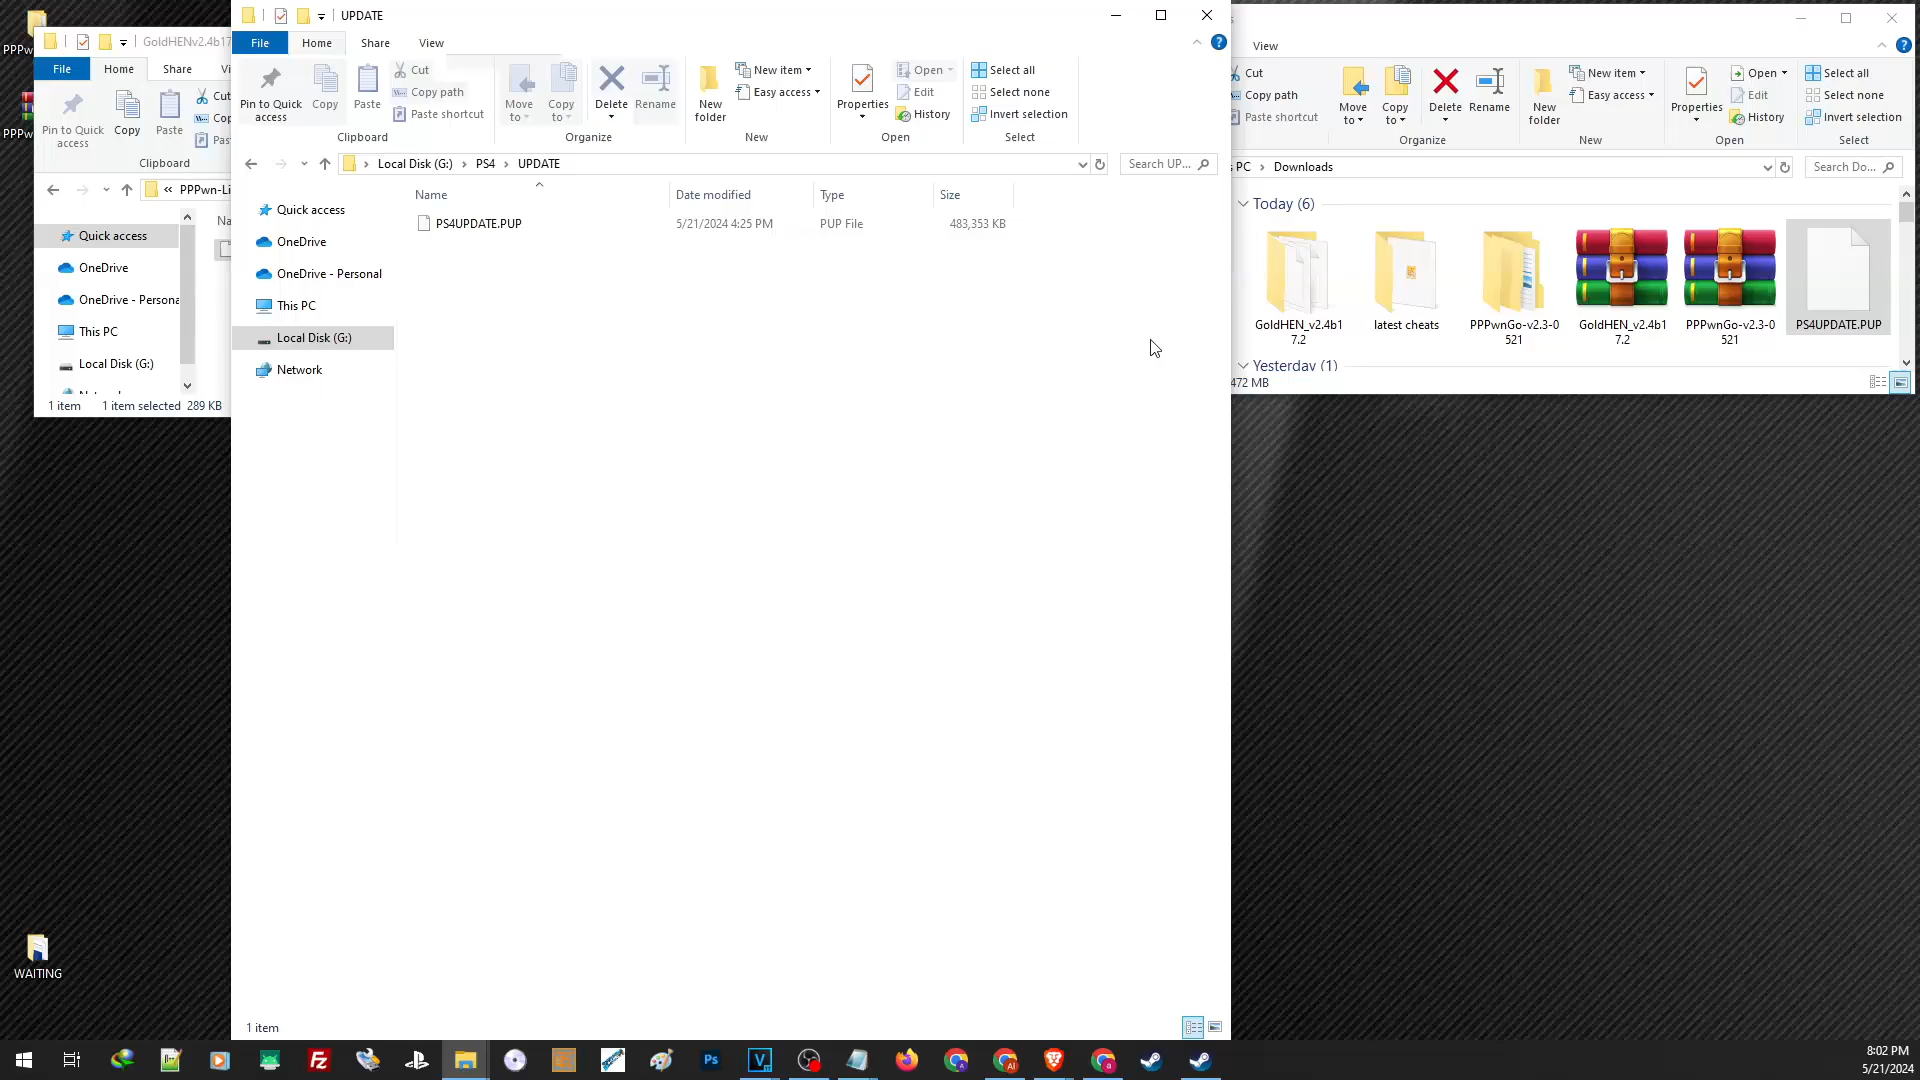 PPPwn
GoldHENv2.4b17
File
Home
Share
Pin to Quick
access
Copy
Paste
Clipboard
PPPwn-Li
Quick access
OneDrive
OneDrive - Persona
This PC
Local Disk (G:)
1 item
1 item selected
289 KB
WAITING
UPDATE
File
Home
Share
View
Pin to Quick
access
Copy
Paste
Cut
Copy path
Paste shortcut
Clipboard
Move
to
Copy
to
Delete
Rename
Organize
New
folder
New item
Easy access
New
Properties
Open
Edit
History
Open
Select all
Select none
Invert selection
Select
Local Disk (G:) › PS4 › UPDATE
Search UP...
Name
Date modified
Type
Size
Quick access
OneDrive
OneDrive - Personal
This PC
Local Disk (G:)
Network
PS4UPDATE.PUP
5/21/2024 4:25 PM
PUP File
483,353 KB
1 item
View
Cut
Copy path
Paste shortcut
Move
to
Copy
to
Delete
Rename
Organize
New
folder
New item
Easy access
New
Properties
Open
Edit
History
Open
Select all
Select none
Invert selection
Select
PC › Downloads
Search Do...
Today (6)
GoldHEN_v2.4b1
7.2
latest cheats
PPPwnGo-v2.3-0
521
GoldHEN_v2.4b1
7.2
PPPwnGo-v2.3-0
521
PS4UPDATE.PUP
Yesterday (1)
472 MB
8:02 PM
5/21/2024